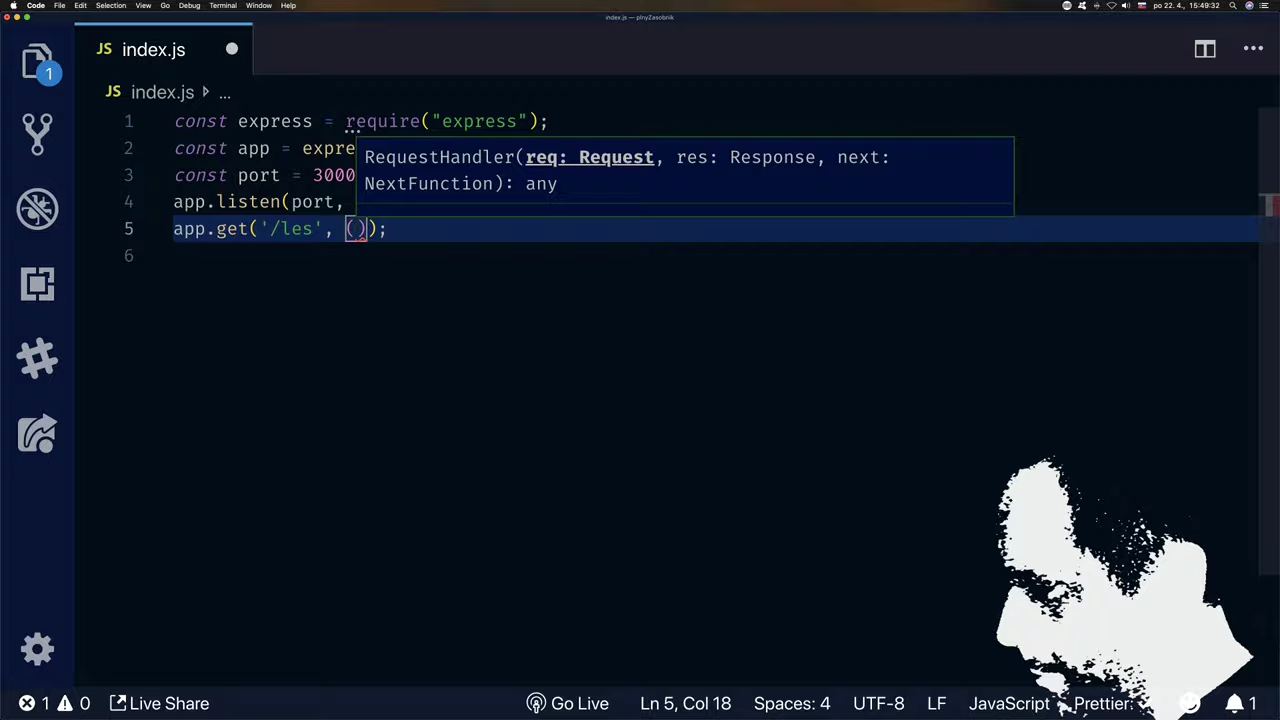 Code File Edit Selection View Go Debug Terminal Window Help po 22. 4., 15:49:32
index.js — plnyZasobnik
JS index.js
1
JS index.js ...
1 const express = require("express");
2 const app = expre
3 const port = 3000
4 app.listen(port,
RequestHandler(req: Request, res: Response, next:
NextFunction): any
5 app.get('/les', ());
6
1 0 Live Share Go Live Ln 5, Col 18 Spaces: 4 UTF-8 LF JavaScript Prettier: 1